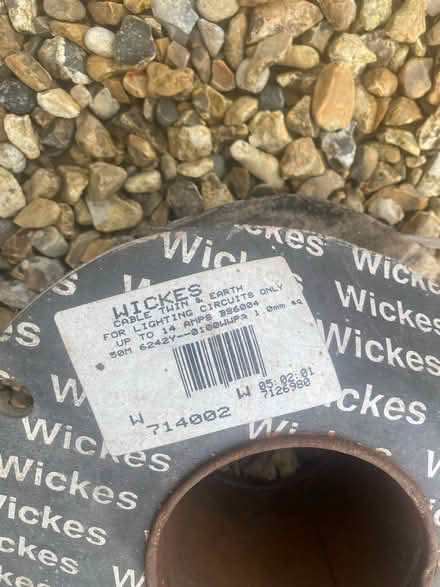 Wickes
Wickes
WICKES
CABLE TWIN & EARTH
FOR LIGHTING CIRCUITS ONLY
UP TO 14 AMPS BS6004
50M 6242Y--0100WWPA 1.0mm sq
W 05:02:01
7126980
W
714002
Wickes
Wickes
Wickes
Wickes
Wickes
Wickes